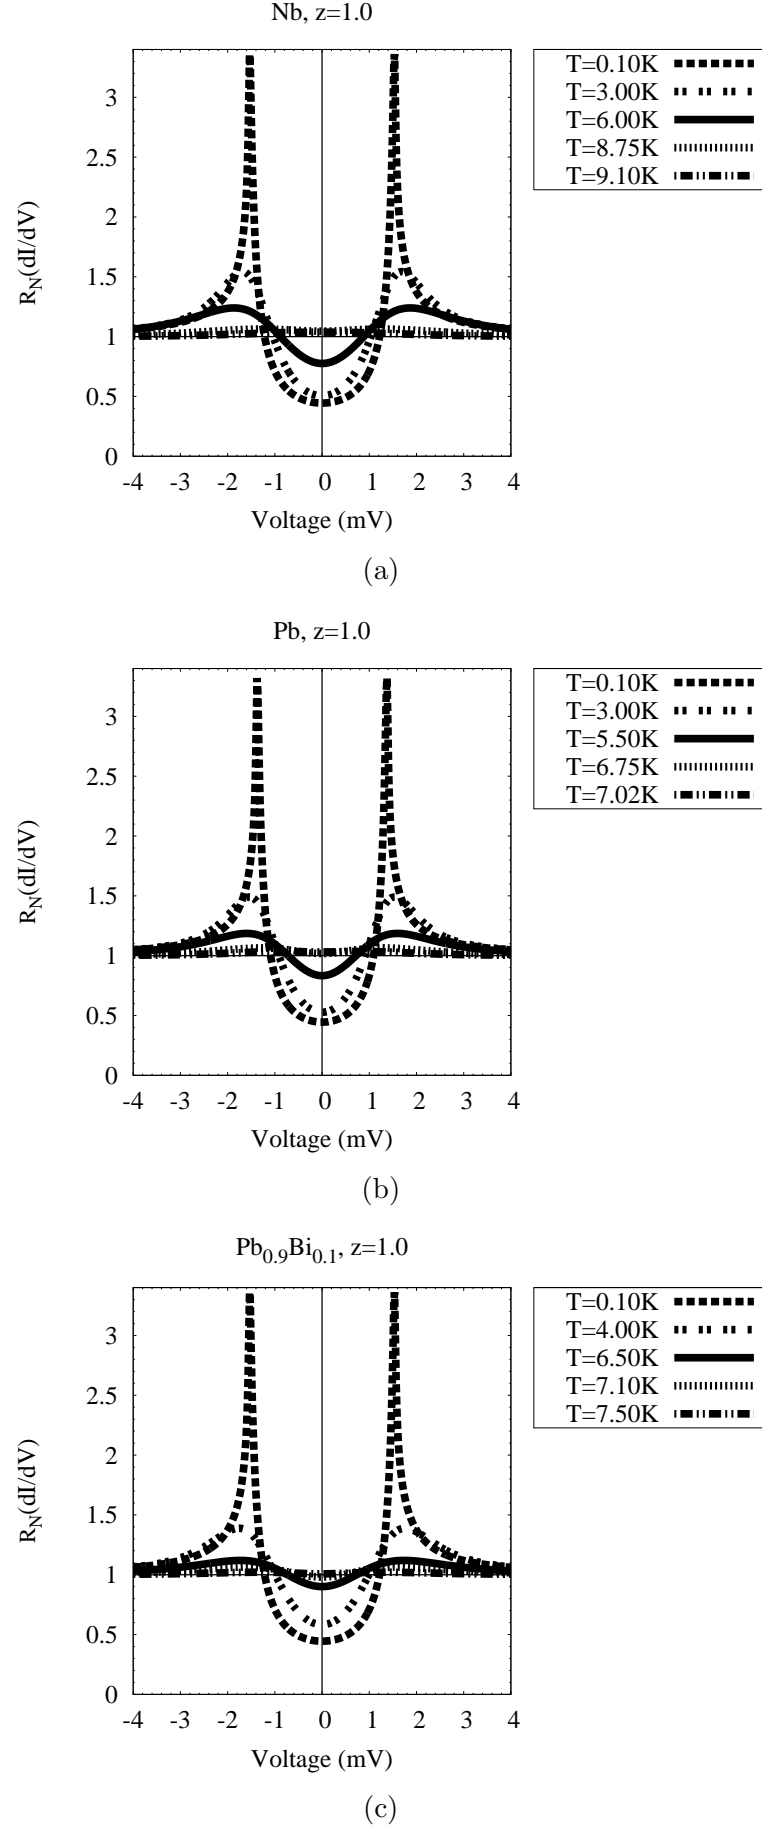 Nb, z=1.0
R_N(dI/dV)
3
2.5
2
1.5
1
0.5
0
-4 -3 -2 -1 0 1 2 3 4
Voltage (mV)
T=0.10K
T=3.00K
T=6.00K
T=8.75K
T=9.10K
(a)
Pb, z=1.0
R_N(dI/dV)
3
2.5
2
1.5
1
0.5
0
-4 -3 -2 -1 0 1 2 3 4
Voltage (mV)
T=0.10K
T=3.00K
T=5.50K
T=6.75K
T=7.02K
(b)
Pb_0.9Bi_0.1, z=1.0
R_N(dI/dV)
3
2.5
2
1.5
1
0.5
0
-4 -3 -2 -1 0 1 2 3 4
Voltage (mV)
T=0.10K
T=4.00K
T=6.50K
T=7.10K
T=7.50K
(c)